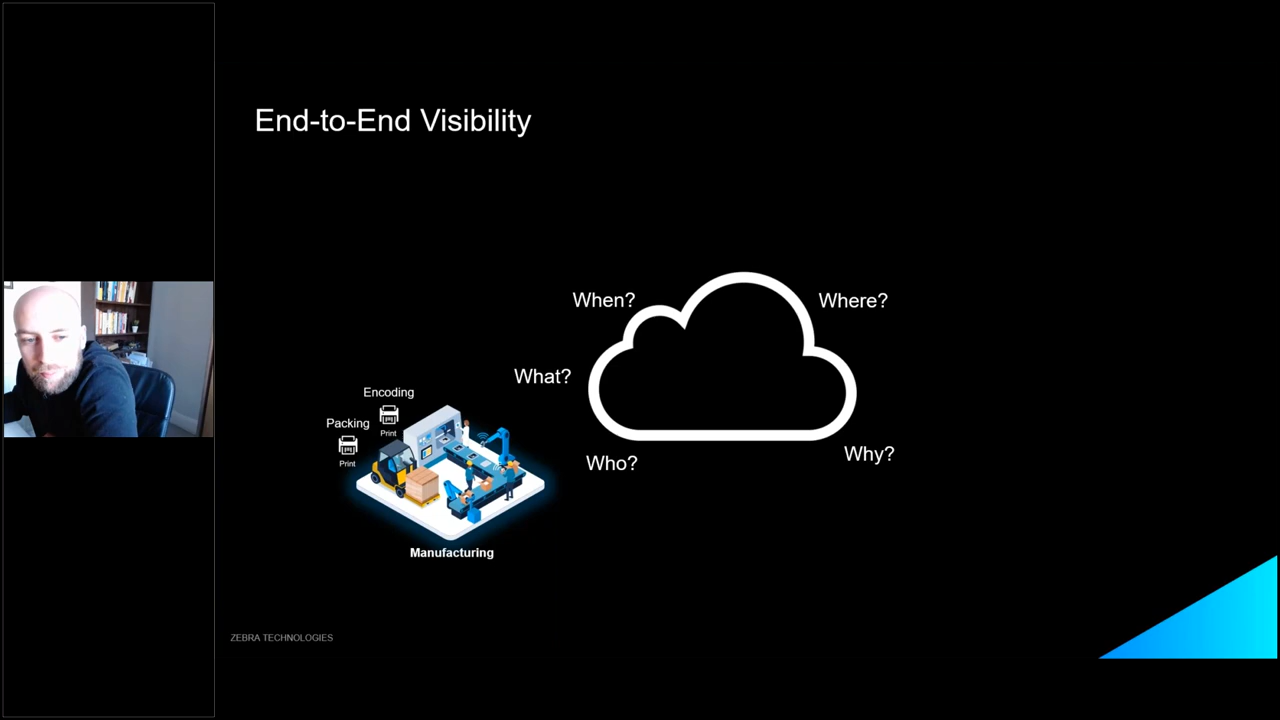 End-to-End Visibility
When?
Where?
What?
Encoding
Print
Packing
Print
Who?
Why?
Manufacturing
ZEBRA TECHNOLOGIES